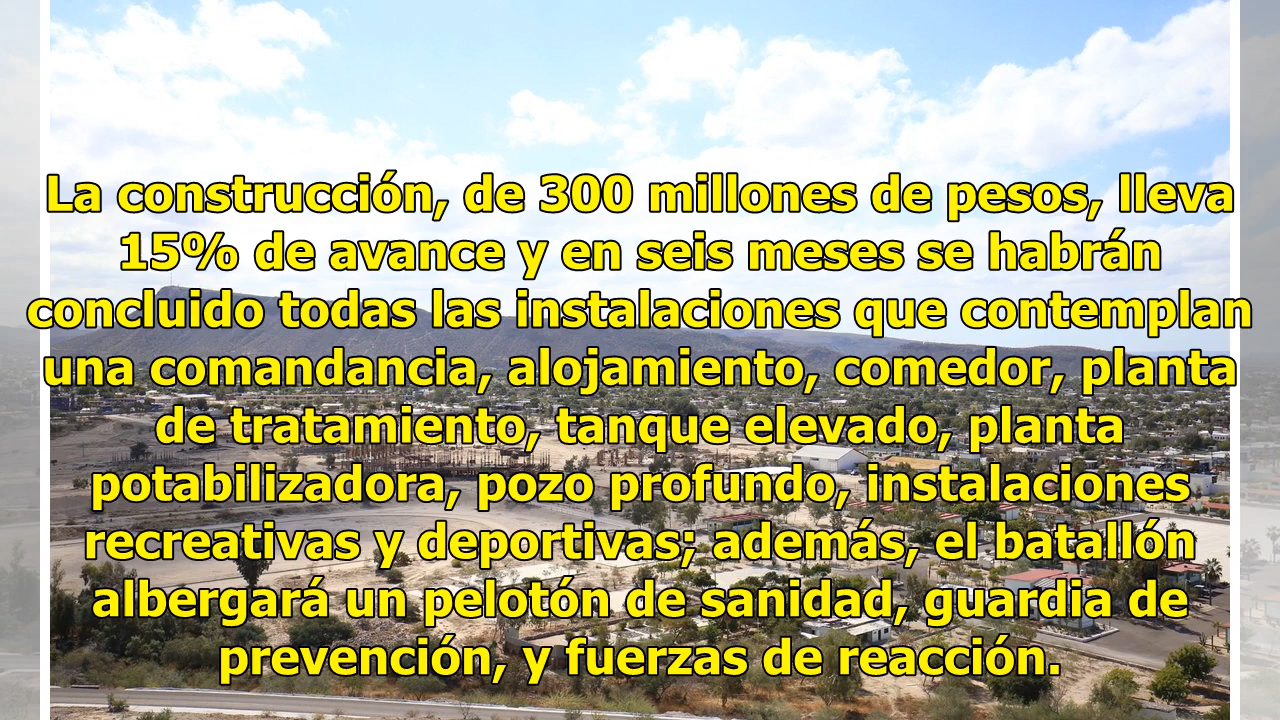 La construcción, de 300 millones de pesos, lleva
15% de avance y en seis meses se habrán
concluido todas las instalaciones que contemplan
una comandancia, alojamiento, comedor, planta
de tratamiento, tanque elevado, planta
potabilizadora, pozo profundo, instalaciones
recreativas y deportivas; además, el batallón
albergará un pelotón de sanidad, guardia de
prevención, y fuerzas de reacción.